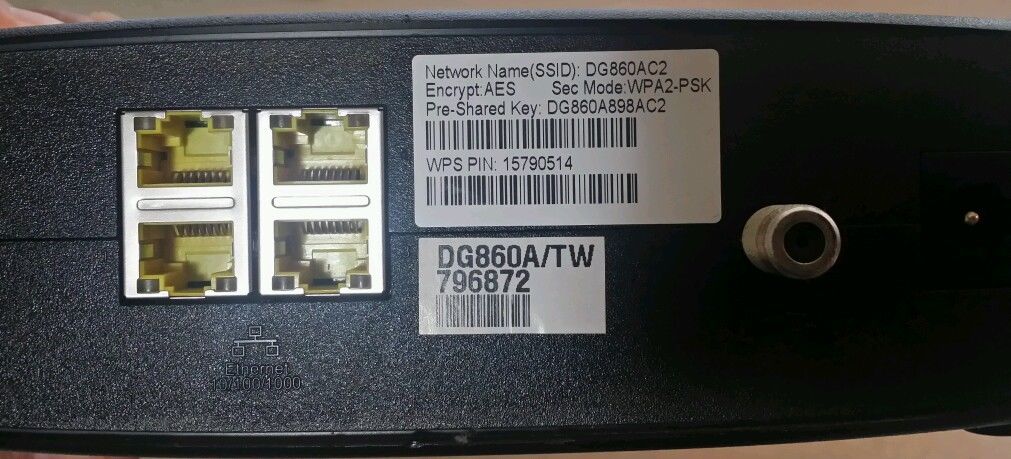 Network Name(SSID): DG860AC2
Encrypt:AES Sec Mode:WPA2-PSK
Pre-Shared Key: DG860A898AC2
WPS PIN: 15790514
DG860A/TW
796872
Ethernet
10/100/1000